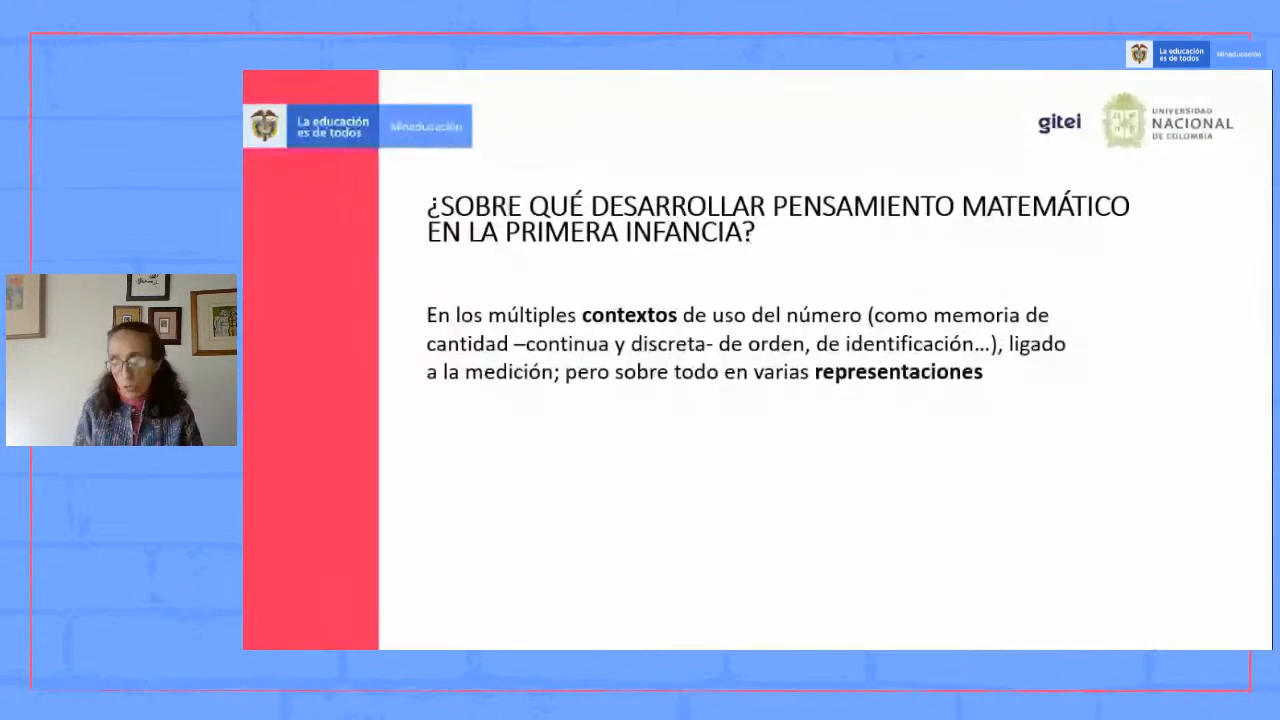 La educación
es de todos
Mineducación
La educación
es de todos
Mineducación
gitei
UNIVERSIDAD
NACIONAL
DE COLOMBIA
¿SOBRE QUÉ DESARROLLAR PENSAMIENTO MATEMÁTICO
EN LA PRIMERA INFANCIA?
En los múltiples contextos de uso del número (como memoria de
cantidad –continua y discreta- de orden, de identificación...), ligado
a la medición; pero sobre todo en varias representaciones